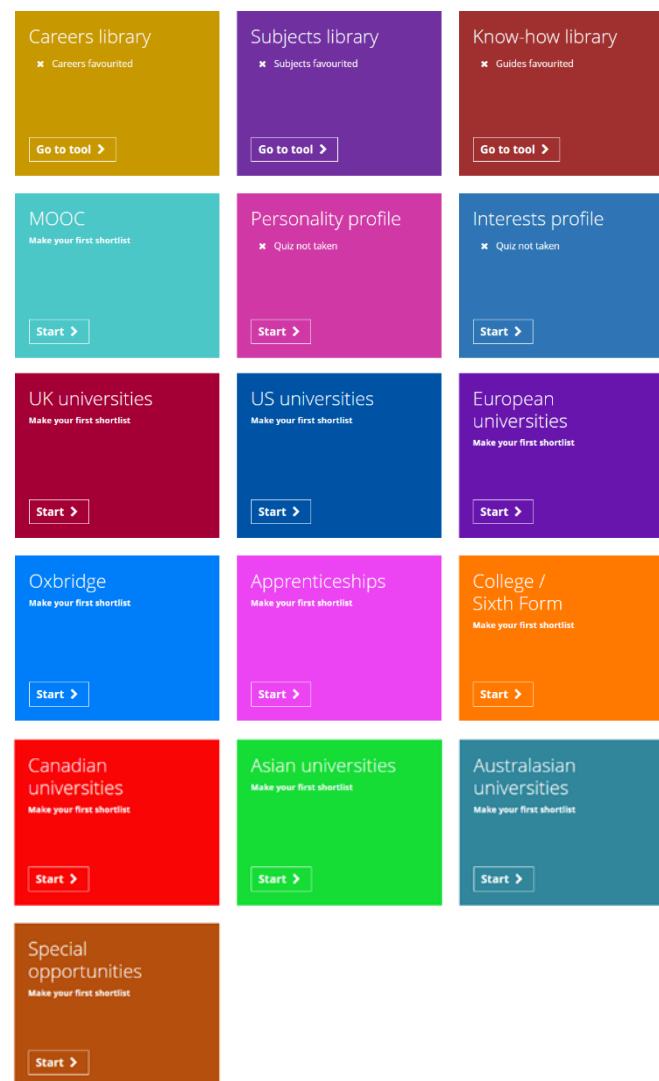 Careers library
✖ Careers favourited
Go to tool ❯
Subjects library
✖ Subjects favourited
Go to tool ❯
Know-how library
✖ Guides favourited
Go to tool ❯
MOOC
Make your first shortlist
Start ❯
Personality profile
✖ Quiz not taken
Start ❯
Interests profile
✖ Quiz not taken
Start ❯
UK universities
Make your first shortlist
Start ❯
US universities
Make your first shortlist
Start ❯
European
universities
Make your first shortlist
Start ❯
Oxbridge
Make your first shortlist
Start ❯
Apprenticeships
Make your first shortlist
Start ❯
College /
Sixth Form
Make your first shortlist
Start ❯
Canadian
universities
Make your first shortlist
Start ❯
Asian universities
Make your first shortlist
Start ❯
Australasian
universities
Make your first shortlist
Start ❯
Special
opportunities
Make your first shortlist
Start ❯